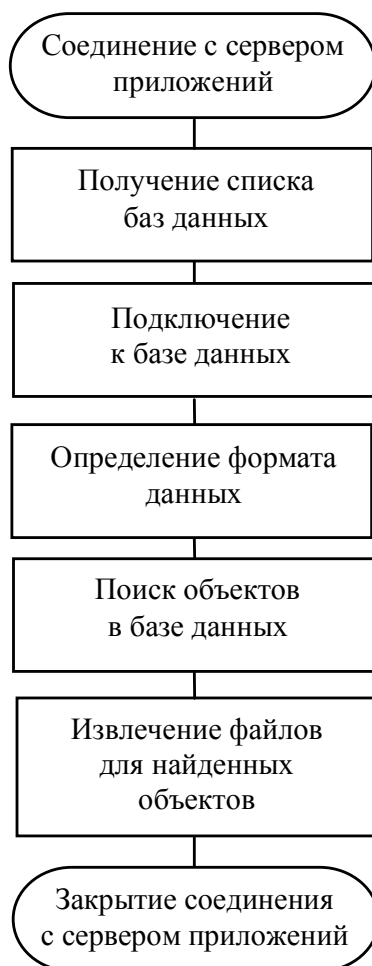 Соединение с сервером
приложений
Получение списка
баз данных
Подключение
к базе данных
Определение формата
данных
Поиск объектов
в базе данных
Извлечение файлов
для найденных
объектов
Закрытие соединения
с сервером приложений